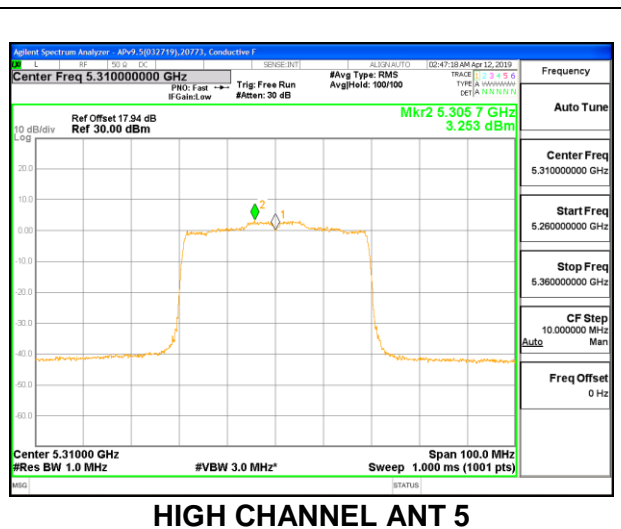 Agilent Spectrum Analyzer - APv9.5(032719),20773, Conductive F
L RF 50 Ω DC SENSE:INT ALIGN AUTO 02:47:18 AM Apr 12, 2019
Center Freq 5.310000000 GHz
PNO: Fast
IFGain:Low
Trig: Free Run
#Atten: 30 dB
#Avg Type: RMS
Avg|Hold: 100/100
TRACE 1 2 3 4 5 6
TYPE A WWWWW
DET A N N N N N
Ref Offset 17.94 dB
Ref 30.00 dBm
10 dB/div
Log
Mkr2 5.305 7 GHz
3.253 dBm
20.0
10.0
0.00
-10.0
-20.0
-30.0
-40.0
-50.0
-60.0
2
1
Center 5.31000 GHz
#Res BW 1.0 MHz
#VBW 3.0 MHz*
Span 100.0 MHz
Sweep 1.000 ms (1001 pts)
MSG
STATUS
Frequency
Auto Tune
Center Freq
5.310000000 GHz
Start Freq
5.260000000 GHz
Stop Freq
5.360000000 GHz
CF Step
10.000000 MHz
Auto Man
Freq Offset
0 Hz
HIGH CHANNEL ANT 5